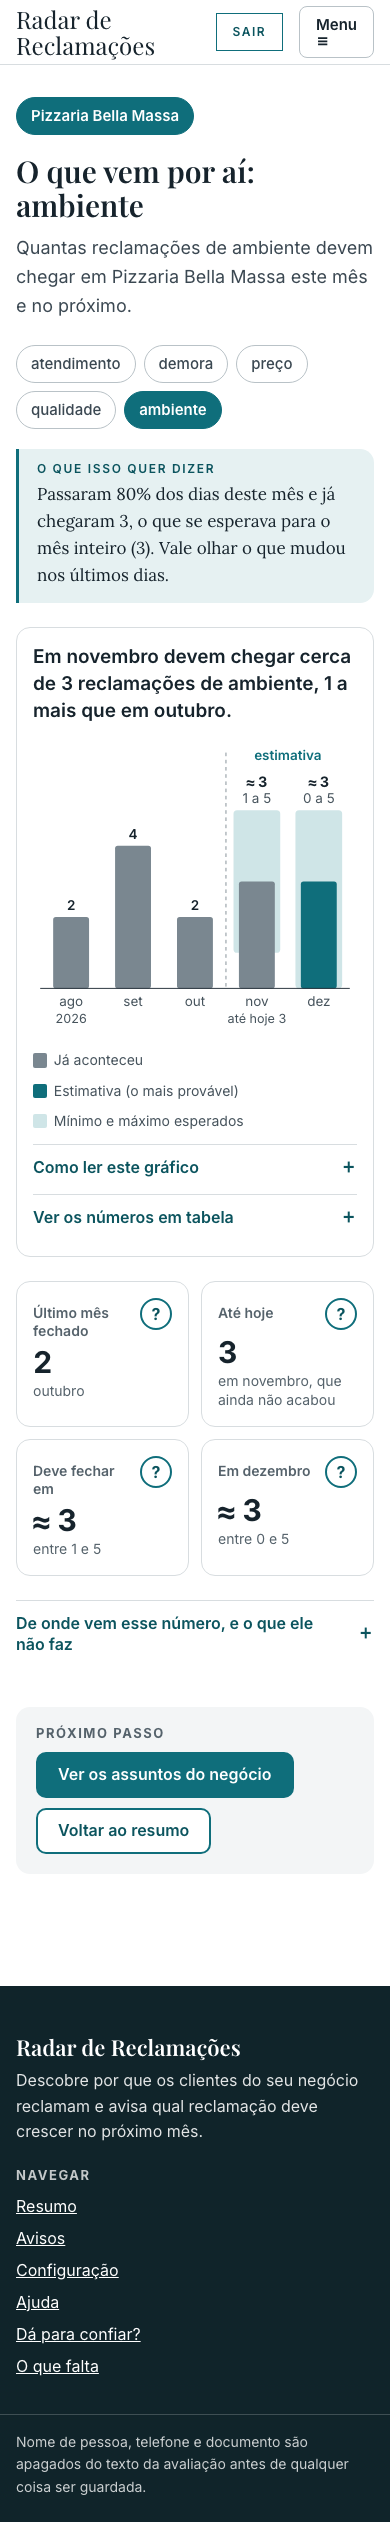 Radar de
Reclamações
SAIR
Menu
≡
Pizzaria Bella Massa
O que vem por aí:
ambiente
Quantas reclamações de ambiente devem
chegar em Pizzaria Bella Massa este mês
e no próximo.
atendimento
demora
preço
qualidade
ambiente
O QUE ISSO QUER DIZER
Passaram 80% dos dias deste mês e já
chegaram 3, o que se esperava para o
mês inteiro (3). Vale olhar o que mudou
nos últimos dias.
Em novembro devem chegar cerca
de 3 reclamações de ambiente, 1 a
mais que em outubro.
estimativa
≈ 3
≈ 3
1 a 5
0 a 5
4
2
2
ago
set
out
nov
dez
2026
até hoje 3
Já aconteceu
Estimativa (o mais provável)
Mínimo e máximo esperados
Como ler este gráfico +
Ver os números em tabela +
Último mês
fechado
?
2
outubro
Até hoje
?
3
em novembro, que
ainda não acabou
Deve fechar
em
?
≈ 3
entre 1 e 5
Em dezembro
?
≈ 3
entre 0 e 5
De onde vem esse número, e o que ele
não faz
+
PRÓXIMO PASSO
Ver os assuntos do negócio
Voltar ao resumo
Radar de Reclamações
Descobre por que os clientes do seu negócio
reclamam e avisa qual reclamação deve
crescer no próximo mês.
NAVEGAR
Resumo
Avisos
Configuração
Ajuda
Dá para confiar?
O que falta
Nome de pessoa, telefone e documento são
apagados do texto da avaliação antes de qualquer
coisa ser guardada.